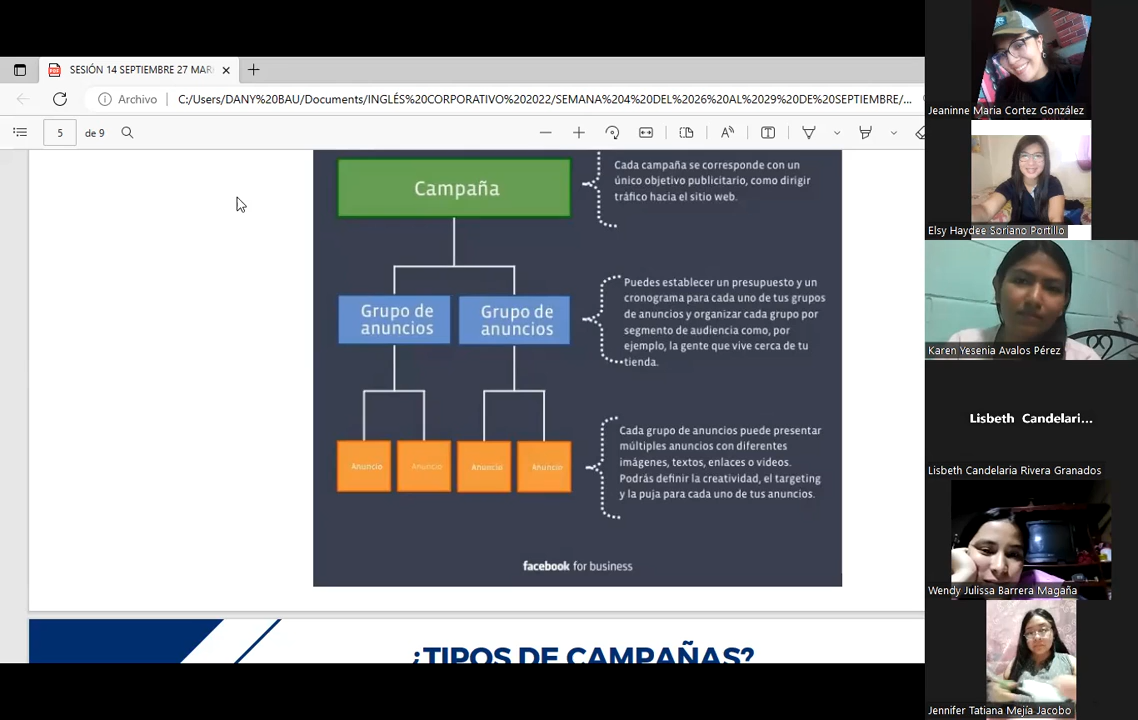 SESIÓN 14 SEPTIEMBRE 27 MAR
Archivo
C:/Users/DANY%20BAU/Documents/INGLÉS%20CORPORATIVO%202022/SEMANA%204%20DEL%2026%20AL%2029%20DE%20SEPTIEMBRE/...
5 de 9
Campaña
Cada campaña se corresponde con un
único objetivo publicitario, como dirigir
tráfico hacia el sitio web.
Grupo de
anuncios
Grupo de
anuncios
Puedes establecer un presupuesto y un
cronograma para cada uno de tus grupos
de anuncios y organizar cada grupo por
segmento de audiencia como, por
ejemplo, la gente que vive cerca de tu
tienda.
Anuncio
Anuncio
Anuncio
Anuncio
Cada grupo de anuncios puede presentar
múltiples anuncios con diferentes
imágenes, textos, enlaces o videos.
Podrás definir la creatividad, el targeting
y la puja para cada uno de tus anuncios.
facebook for business
¿TIPOS DE CAMPAÑAS?
Jeaninne Maria Cortez González
Elsy Haydee Soriano Portillo
Karen Yesenia Avalos Pérez
Lisbeth Candelari...
Lisbeth Candelaria Rivera Granados
Wendy Julissa Barrera Magaña
Jennifer Tatiana Mejía Jacobo